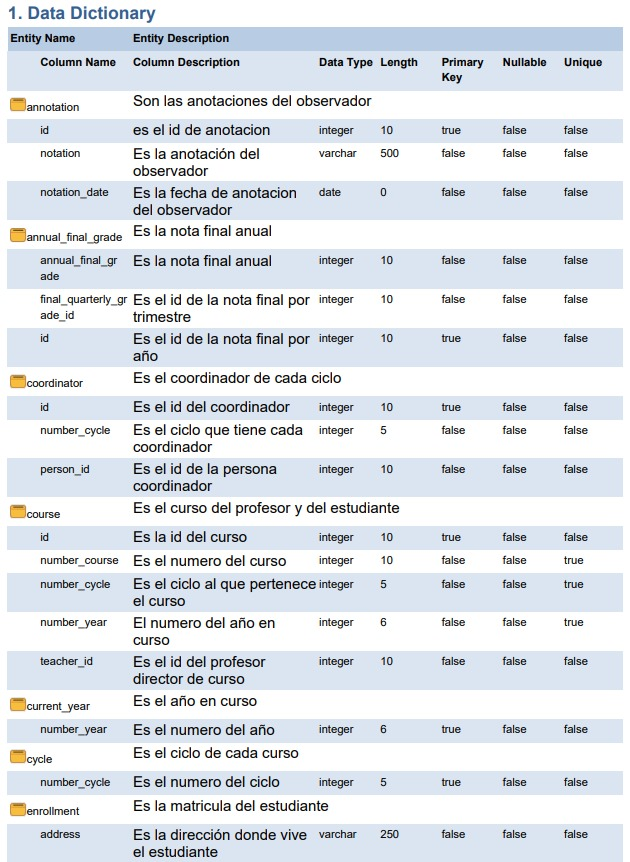 1. Data Dictionary
Entity Name Entity Description
Column Name Column Description Data Type Length Primary Nullable Unique
Key
annotation Son las anotaciones del observador
id es el id de anotacion integer 10 true false false
notation Es la anotación del varchar 500 false false false
observador
notation_date Es la fecha de anotacion date 0 false false false
del observador
annual_final_grade Es la nota final anual
annual_final_gr Es la nota final anual integer 10 false false false
ade
final_quarterly_gr Es el id de la nota final por integer 10 false false false
ade_id trimestre
id Es el id de la nota final por integer 10 true false false
año
coordinator Es el coordinador de cada ciclo
id Es el id del coordinador integer 10 true false false
number_cycle Es el ciclo que tiene cada integer 5 false false false
coordinador
person_id Es el id de la persona integer 10 false false false
coordinador
course Es el curso del profesor y del estudiante
id Es la id del curso integer 10 true false false
number_course Es el numero del curso integer 10 false false true
number_cycle Es el ciclo al que pertenece integer 5 false false true
el curso
number_year El numero del año en integer 6 false false true
curso
teacher_id Es el id del profesor integer 10 false false false
director de curso
current_year Es el año en curso
number_year Es el numero del año integer 6 true false false
cycle Es el ciclo de cada curso
number_cycle Es el numero del ciclo integer 5 true false false
enrollment Es la matricula del estudiante
address Es la dirección donde vive varchar 250 false false false
el estudiante